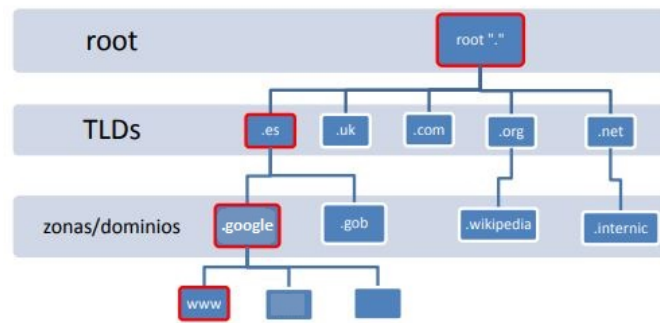 root
root "."
TLDs
.es
.uk
.com
.org
.net
zonas/dominios
.google
.gob
.wikipedia
.internic
www